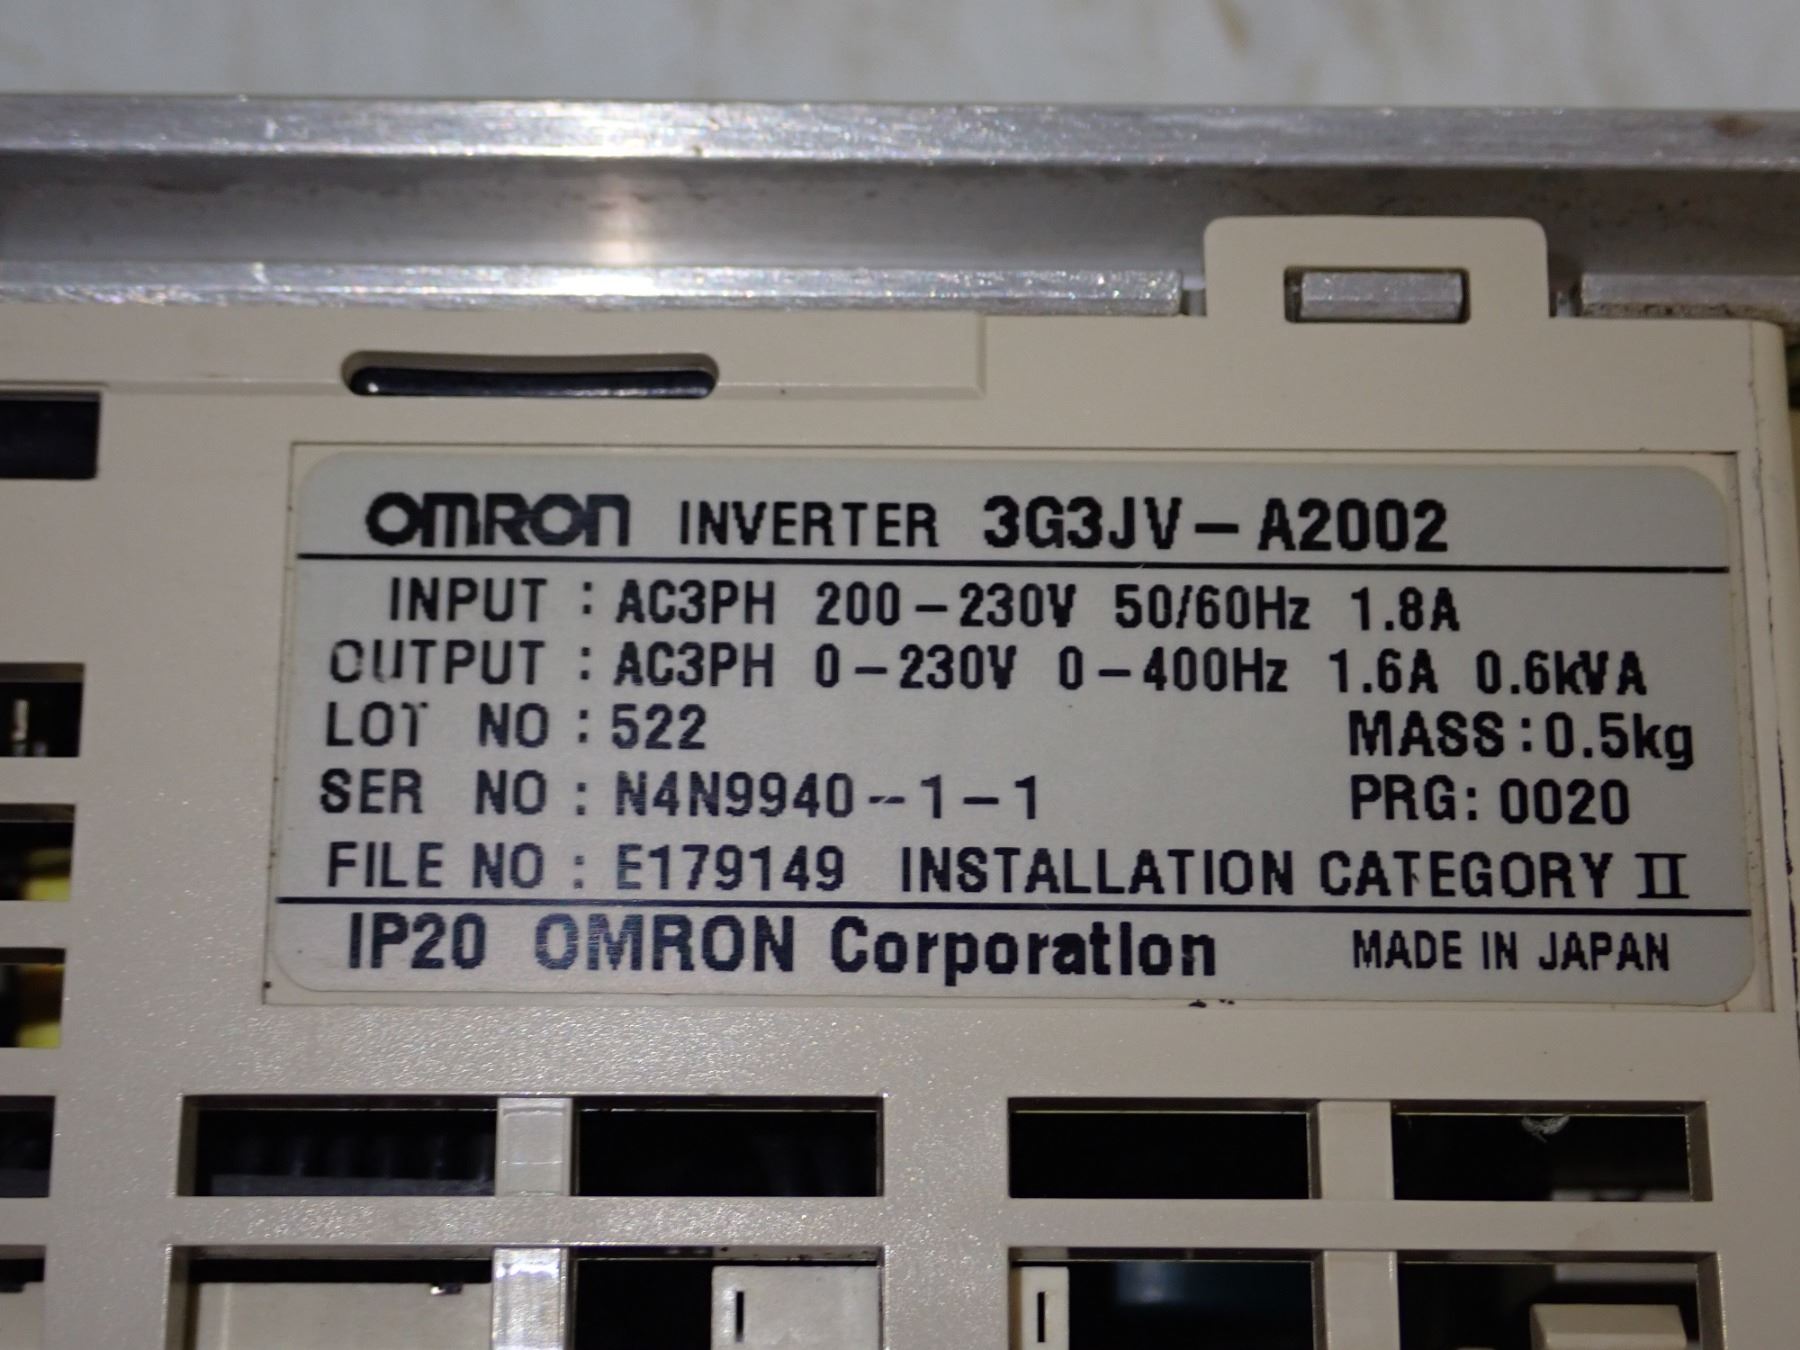 OMRON INVERTER 3G3JV-A2002
INPUT : AC3PH 200-230V 50/60Hz 1.8A
OUTPUT : AC3PH 0-230V 0-400Hz 1.6A 0.6kVA
LOT NO : 522 MASS : 0.5kg
SER NO : N4N9940--1-1 PRG : 0020
FILE NO : E179149 INSTALLATION CATEGORY II
IP20 OMRON Corporation MADE IN JAPAN